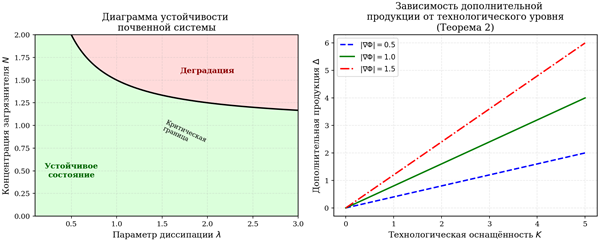 Диаграмма устойчивости
почвенной системы
Концентрация загрязнителя N
2.00
1.75
1.50
1.25
1.00
0.75
0.50
0.25
0.00
Деградация
Критическая
граница
Устойчивое
состояние
0.5
1.0
1.5
2.0
2.5
3.0
Параметр диссипации λ
Зависимость дополнительной
продукции от технологического уровня
(Теорема 2)
Дополнительная продукция Δ
6
5
4
3
2
1
0
|∇Φ| = 0.5
|∇Φ| = 1.0
|∇Φ| = 1.5
0
1
2
3
4
5
Технологическая оснащённость K